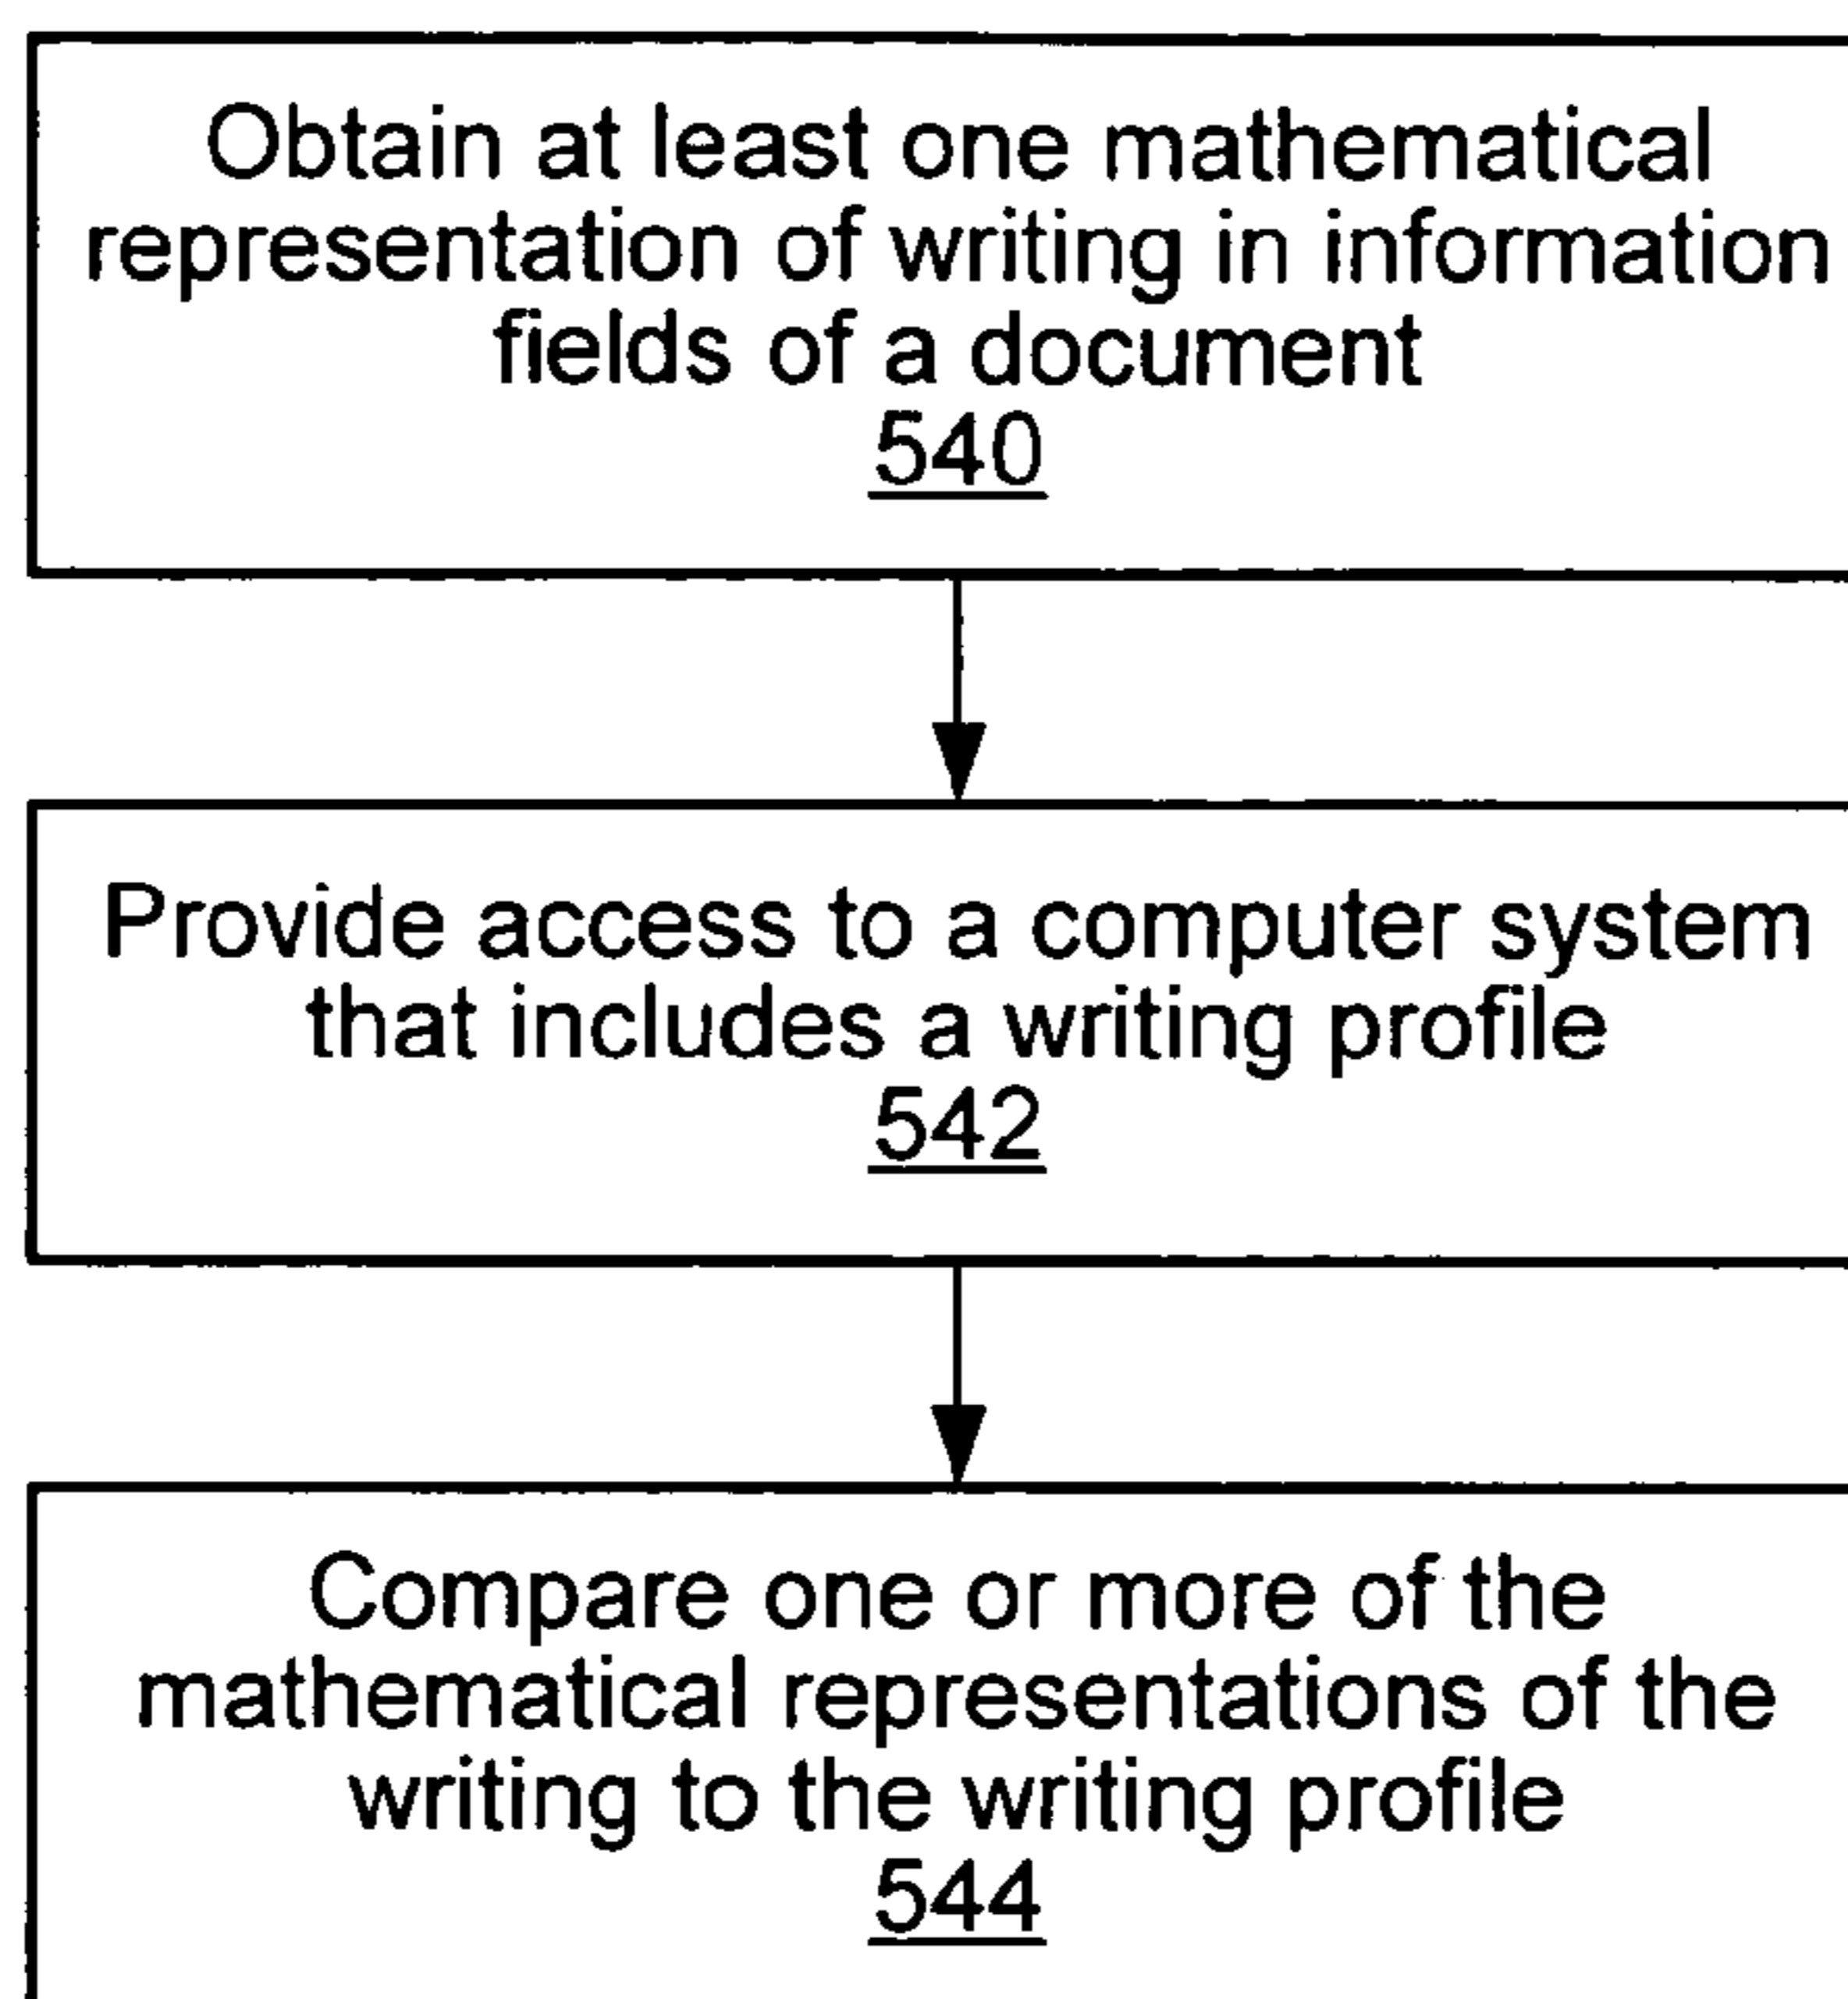 Obtain at least one mathematical
representation of writing in information
fields of a document
540
Provide access to a computer system
that includes a writing profile
542
Compare one or more of the
mathematical representations of the
writing to the writing profile
544